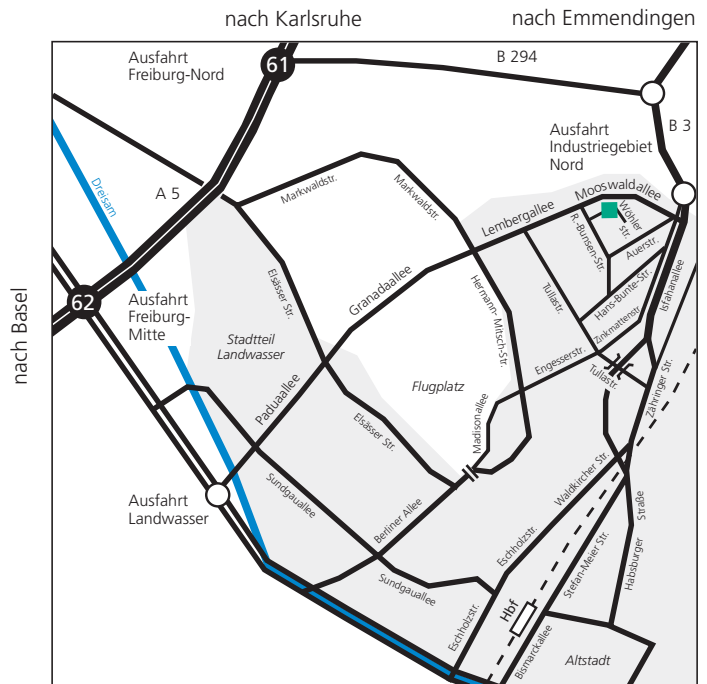 nach Karlsruhe
nach Emmendingen
Ausfahrt
Freiburg-Nord
61
B 294
B 3
Ausfahrt
Industriegebiet
Nord
Dreisam
A 5
Markwaldstr.
Markwaldstr.
Lembergallee
Mooswaldallee
Wöhler
str.
R.-Bunsen-Str.
Auerstr.
Hans-Bunte-Str.
Zinkmattenstr.
Isfahanallee
Tullastr.
Hermann- Mitsch-Str.
Granadaallee
Elsässer Str.
62
Ausfahrt
Freiburg-
Mitte
nach Basel
Stadtteil
Landwasser
Flugplatz
Engesserstr.
Tullastr.
Zähringer Str.
Paduaallee
Elsässer Str.
Madisonallee
Waldkircher Str.
Ausfahrt
Landwasser
Sundgauallee
Berliner Allee
Eschholzstr.
Straße
Habsburger
Stefan-Meier Str.
Sundgauallee
Eschholzstr.
Hbf
Bismarckallee
Altstadt